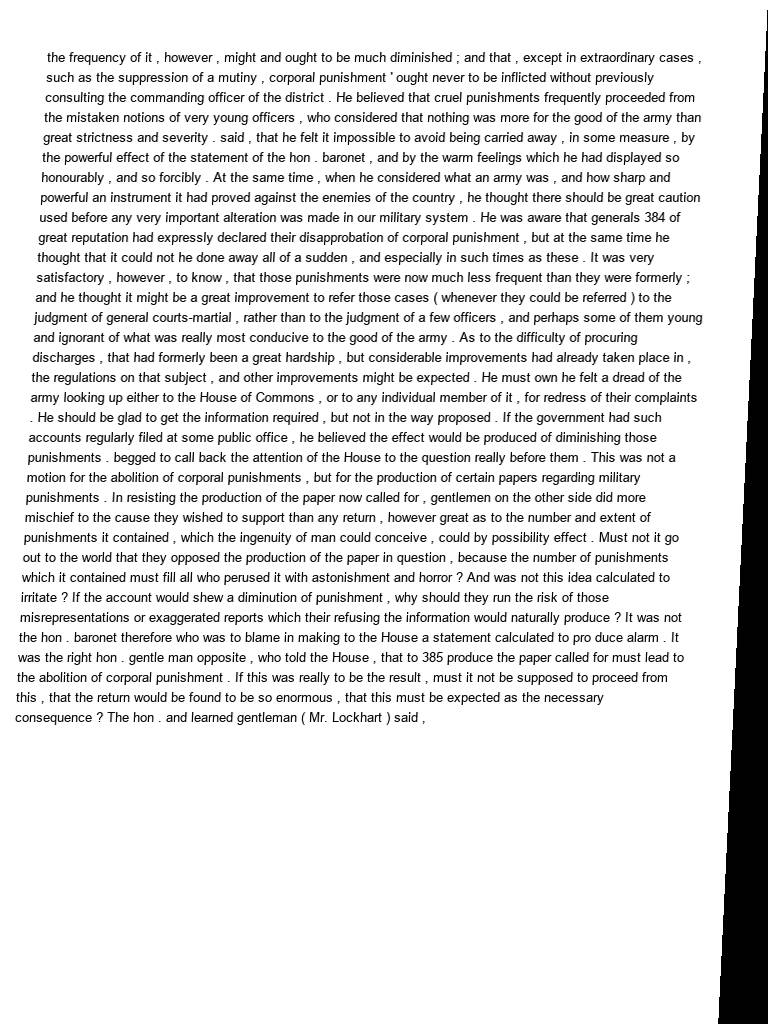 the frequency of it , however , might and ought to be much diminished ; and that , except in extraordinary cases ,
such as the suppression of a mutiny , corporal punishment ' ought never to be inflicted without previously
consulting the commanding officer of the district . He believed that cruel punishments frequently proceeded from
the mistaken notions of very young officers , who considered that nothing was more for the good of the army than
great strictness and severity . said , that he felt it impossible to avoid being carried away , in some measure , by
the powerful effect of the statement of the hon . baronet , and by the warm feelings which he had displayed so
honourably , and so forcibly . At the same time , when he considered what an army was , and how sharp and
powerful an instrument it had proved against the enemies of the country , he thought there should be great caution
used before any very important alteration was made in our military system . He was aware that generals 384 of
great reputation had expressly declared their disapprobation of corporal punishment , but at the same time he
thought that it could not he done away all of a sudden , and especially in such times as these . It was very
satisfactory , however , to know , that those punishments were now much less frequent than they were formerly ;
and he thought it might be a great improvement to refer those cases ( whenever they could be referred ) to the
judgment of general courts-martial , rather than to the judgment of a few officers , and perhaps some of them young
and ignorant of what was really most conducive to the good of the army . As to the difficulty of procuring
discharges , that had formerly been a great hardship , but considerable improvements had already taken place in ,
the regulations on that subject , and other improvements might be expected . He must own he felt a dread of the
army looking up either to the House of Commons , or to any individual member of it , for redress of their complaints
. He should be glad to get the information required , but not in the way proposed . If the government had such
accounts regularly filed at some public office , he believed the effect would be produced of diminishing those
punishments . begged to call back the attention of the House to the question really before them . This was not a
motion for the abolition of corporal punishments , but for the production of certain papers regarding military
punishments . In resisting the production of the paper now called for , gentlemen on the other side did more
mischief to the cause they wished to support than any return , however great as to the number and extent of
punishments it contained , which the ingenuity of man could conceive , could by possibility effect . Must not it go
out to the world that they opposed the production of the paper in question , because the number of punishments
which it contained must fill all who perused it with astonishment and horror ? And was not this idea calculated to
irritate ? If the account would shew a diminution of punishment , why should they run the risk of those
misrepresentations or exaggerated reports which their refusing the information would naturally produce ? It was not
the hon . baronet therefore who was to blame in making to the House a statement calculated to pro duce alarm . It
was the right hon . gentle man opposite , who told the House , that to 385 produce the paper called for must lead to
the abolition of corporal punishment . If this was really to be the result , must it not be supposed to proceed from
this , that the return would be found to be so enormous , that this must be expected as the necessary
consequence ? The hon . and learned gentleman ( Mr. Lockhart ) said ,